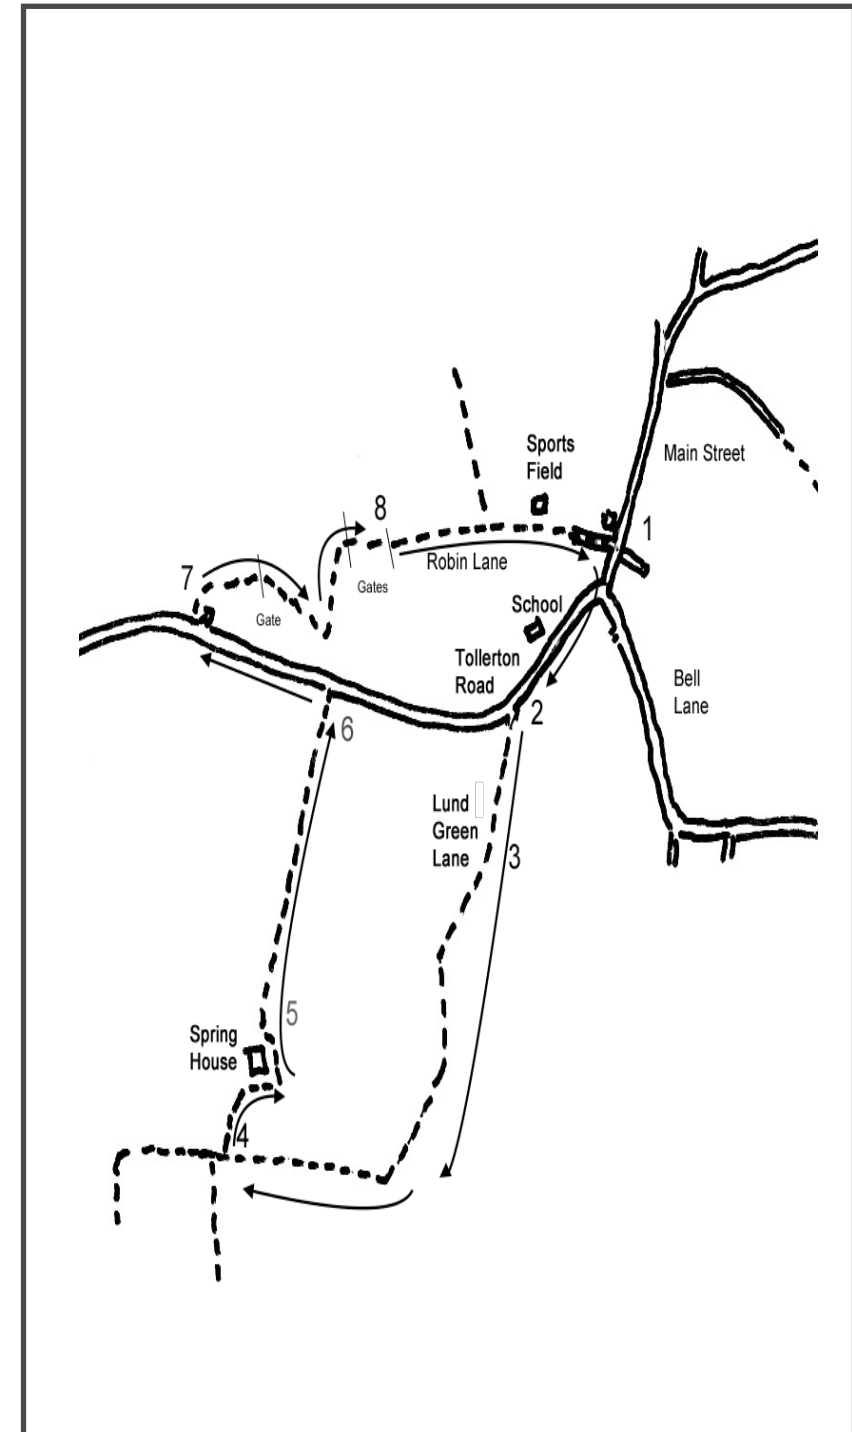 Sports
Field
Main Street
8
1
Robin Lane
7
Gates
Gate
School
Tollerton
Road
Bell
Lane
2
6
Lund
Green
Lane
3
5
Spring
House
4